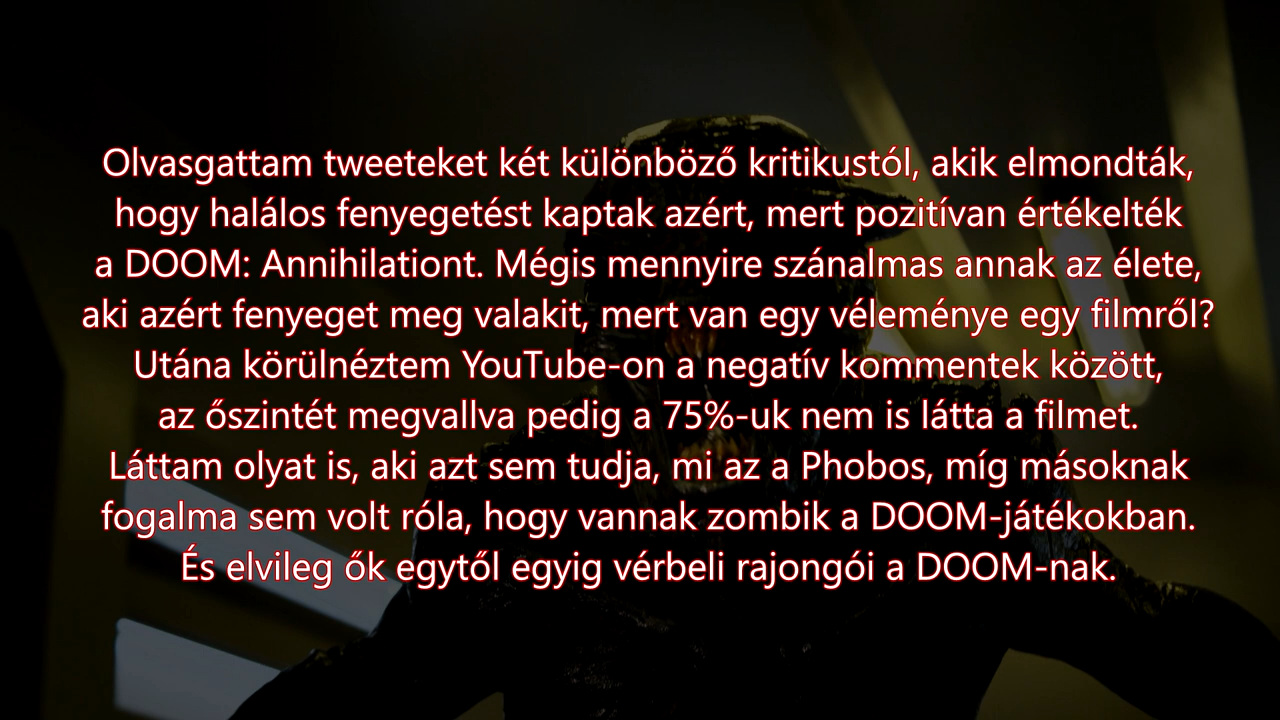 Olvasgattam tweeteket két különböző kritikustól, akik elmondták,
hogy halálos fenyegetést kaptak azért, mert pozitívan értékelték
a DOOM: Annihilationt. Mégis mennyire szánalmas annak az élete,
aki azért fenyeget meg valakit, mert van egy véleménye egy filmről?
Utána körülnéztem YouTube-on a negatív kommentek között,
az őszintét megvallva pedig a 75%-uk nem is látta a filmet.
Láttam olyat is, aki azt sem tudja, mi az a Phobos, míg másoknak
fogalma sem volt róla, hogy vannak zombik a DOOM-játékokban.
És elvileg ők egytől egyig vérbeli rajongói a DOOM-nak.